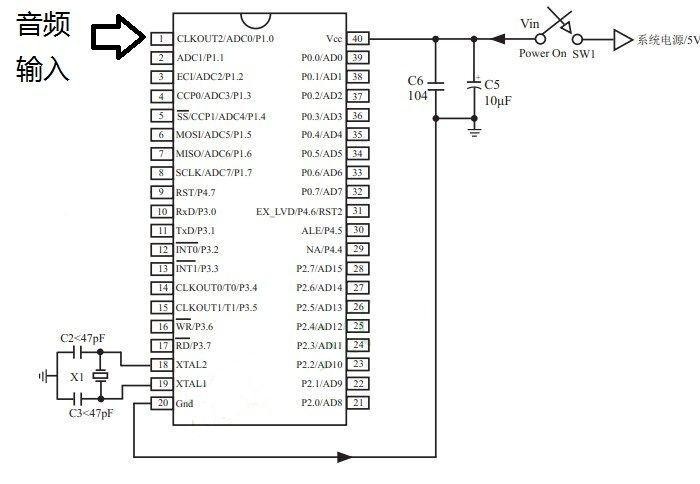 音频
输入
1 CLKOUT2/ADC0/P1.0 Vcc 40
2 ADC1/P1.1 P0.0/AD0 39
3 ECI/ADC2/P1.2 P0.1/AD1 38
4 CCP0/ADC3/P1.3 P0.2/AD2 37
5 SS/CCP1/ADC4/P1.4 P0.3/AD3 36
6 MOSI/ADC5/P1.5 P0.4/AD4 35
7 MISO/ADC6/P1.6 P0.5/AD5 34
8 SCLK/ADC7/P1.7 P0.6/AD6 33
9 RST/P4.7 P0.7/AD7 32
10 RxD/P3.0 EX_LVD/P4.6/RST2 31
11 TxD/P3.1 ALE/P4.5 30
12 INT0/P3.2 NA/P4.4 29
13 INT1/P3.3 P2.7/AD15 28
14 CLKOUT0/T0/P3.4 P2.6/AD14 27
15 CLKOUT1/T1/P3.5 P2.5/AD13 26
16 WR/P3.6 P2.4/AD12 25
17 RD/P3.7 P2.3/AD11 24
18 XTAL2 P2.2/AD10 23
19 XTAL1 P2.1/AD9 22
20 Gnd P2.0/AD8 21
C2<47pF
X1
C3<47pF
C6
104
C5
+
10μF
Vin
Power On SW1
系统电源/5V